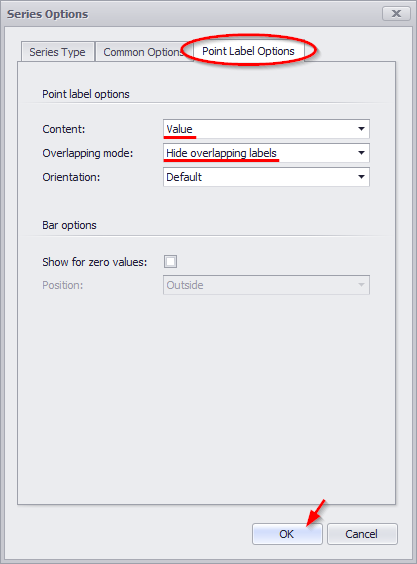 Series Options
Series Type Common Options Point Label Options
Point label options
Content: Value
Overlapping mode: Hide overlapping labels
Orientation: Default
Bar options
Show for zero values:
Position: Outside
OK Cancel